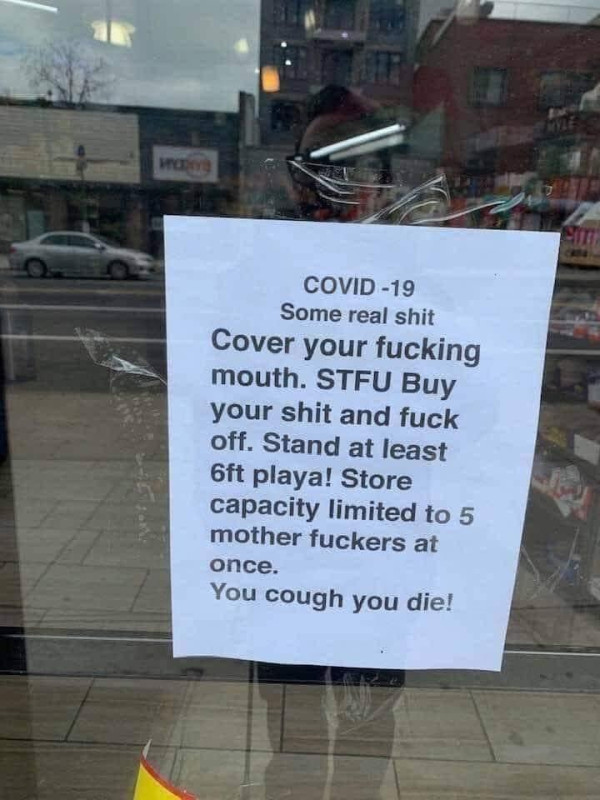 COVID -19
Some real shit
Cover your fucking
mouth. STFU Buy
your shit and fuck
off. Stand at least
6ft playa! Store
capacity limited to 5
mother fuckers at
once.
You cough you die!